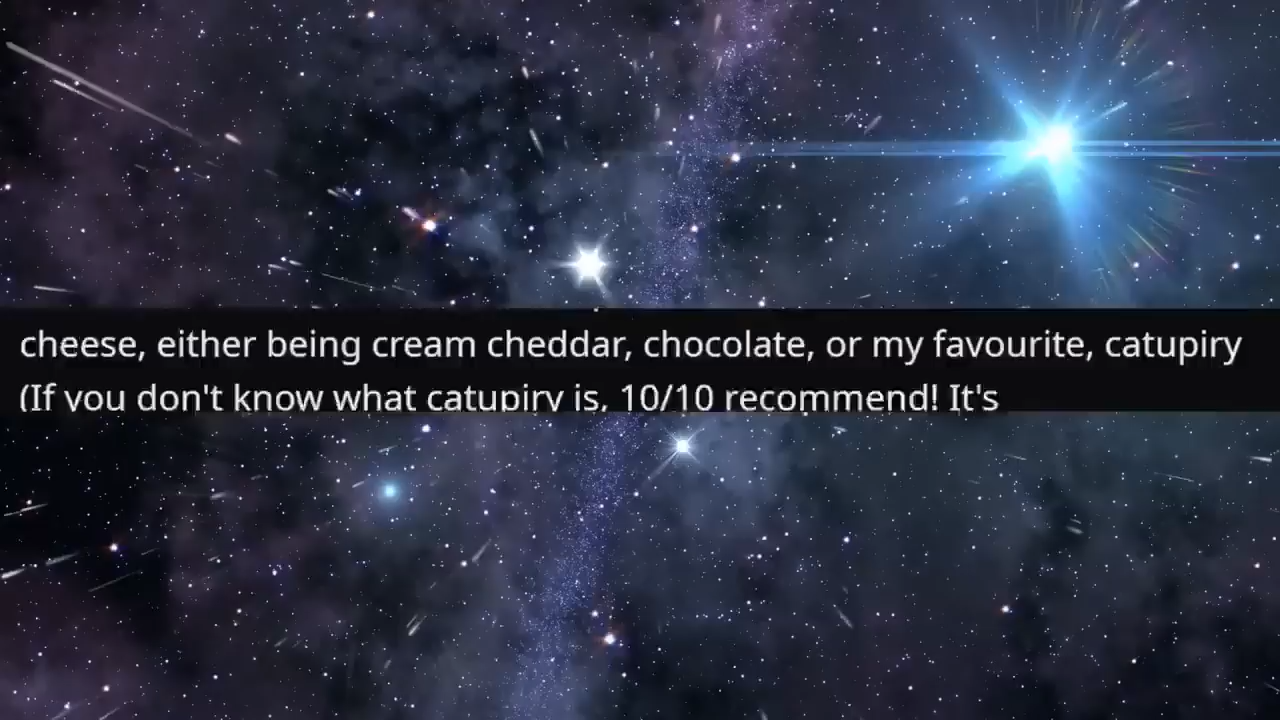 cheese, either being cream cheddar, chocolate, or my favourite, catupiry
(If you don't know what catupiry is, 10/10 recommend! It's